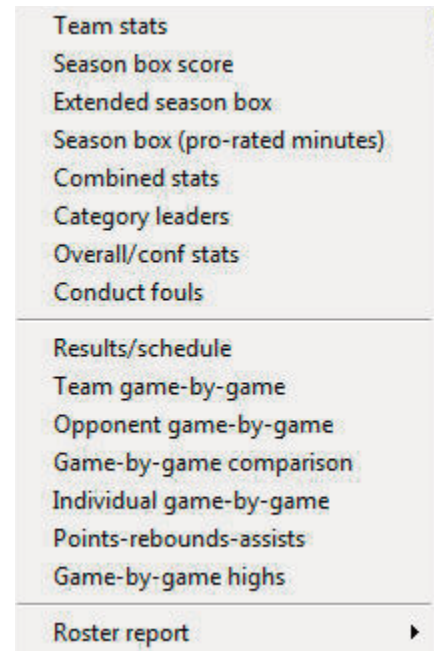 Team stats
Season box score
Extended season box
Season box (pro-rated minutes)
Combined stats
Category leaders
Overall/conf stats
Conduct fouls
Results/schedule
Team game-by-game
Opponent game-by-game
Game-by-game comparison
Individual game-by-game
Points-rebounds-assists
Game-by-game highs
Roster report